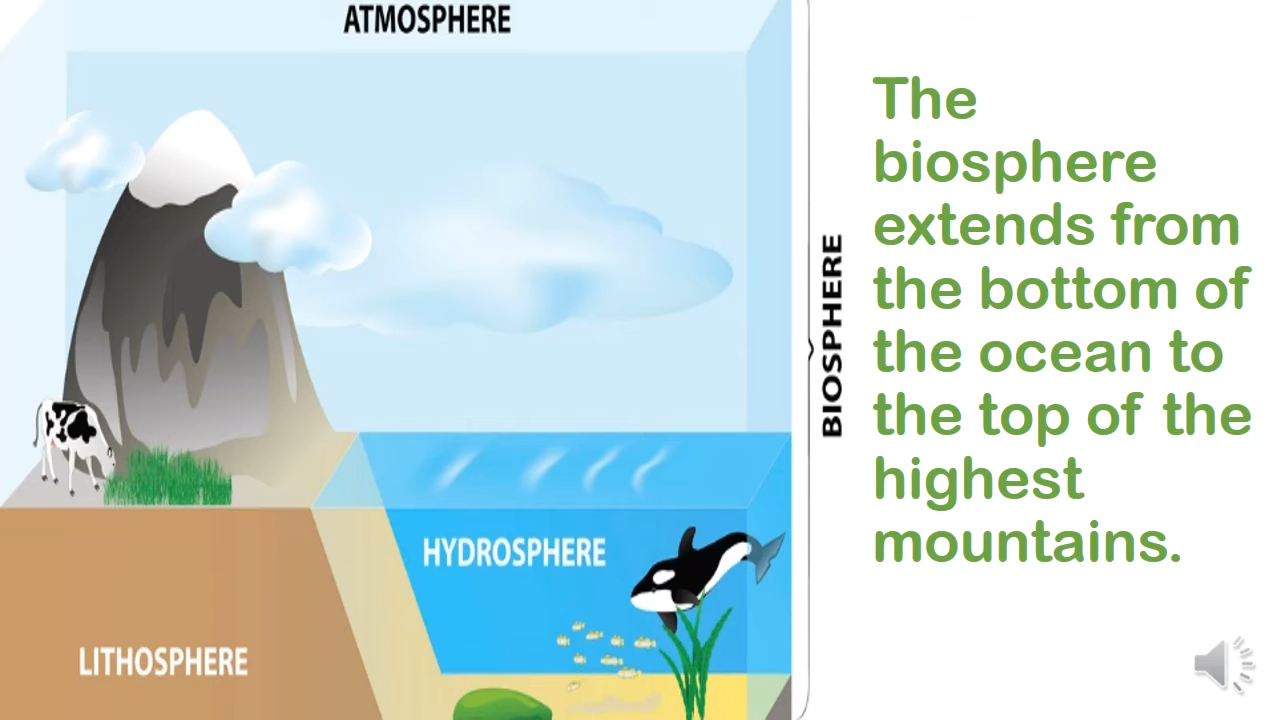 ATMOSPHERE
HYDROSPHERE
LITHOSPHERE
BIOSPHERE
The
biosphere
extends from
the bottom of
the ocean to
the top of the
highest
mountains.